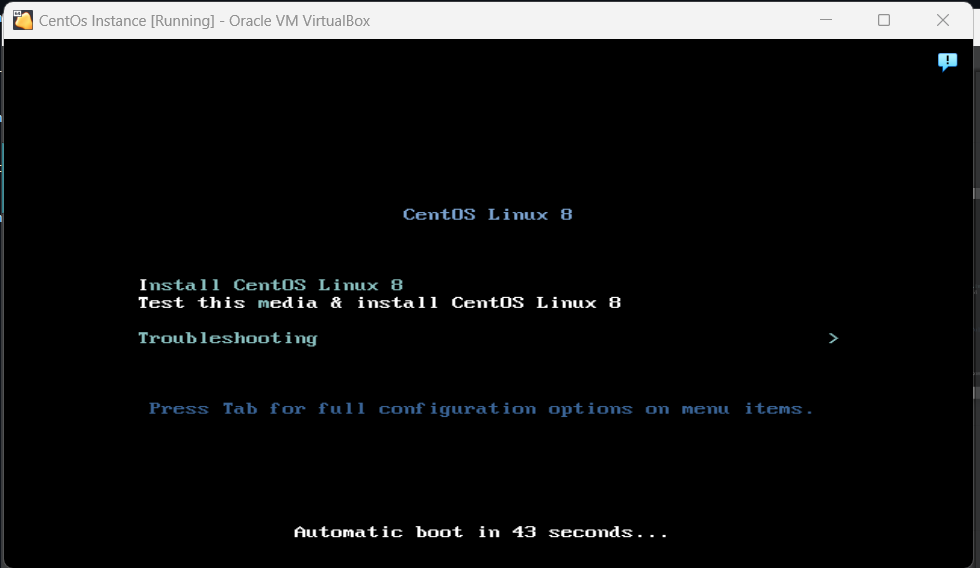 CentOs Instance [Running] - Oracle VM VirtualBox
CentOS Linux 8
Install CentOS Linux 8
Test this media & install CentOS Linux 8
Troubleshooting >
Press Tab for full configuration options on menu items.
Automatic boot in 43 seconds...